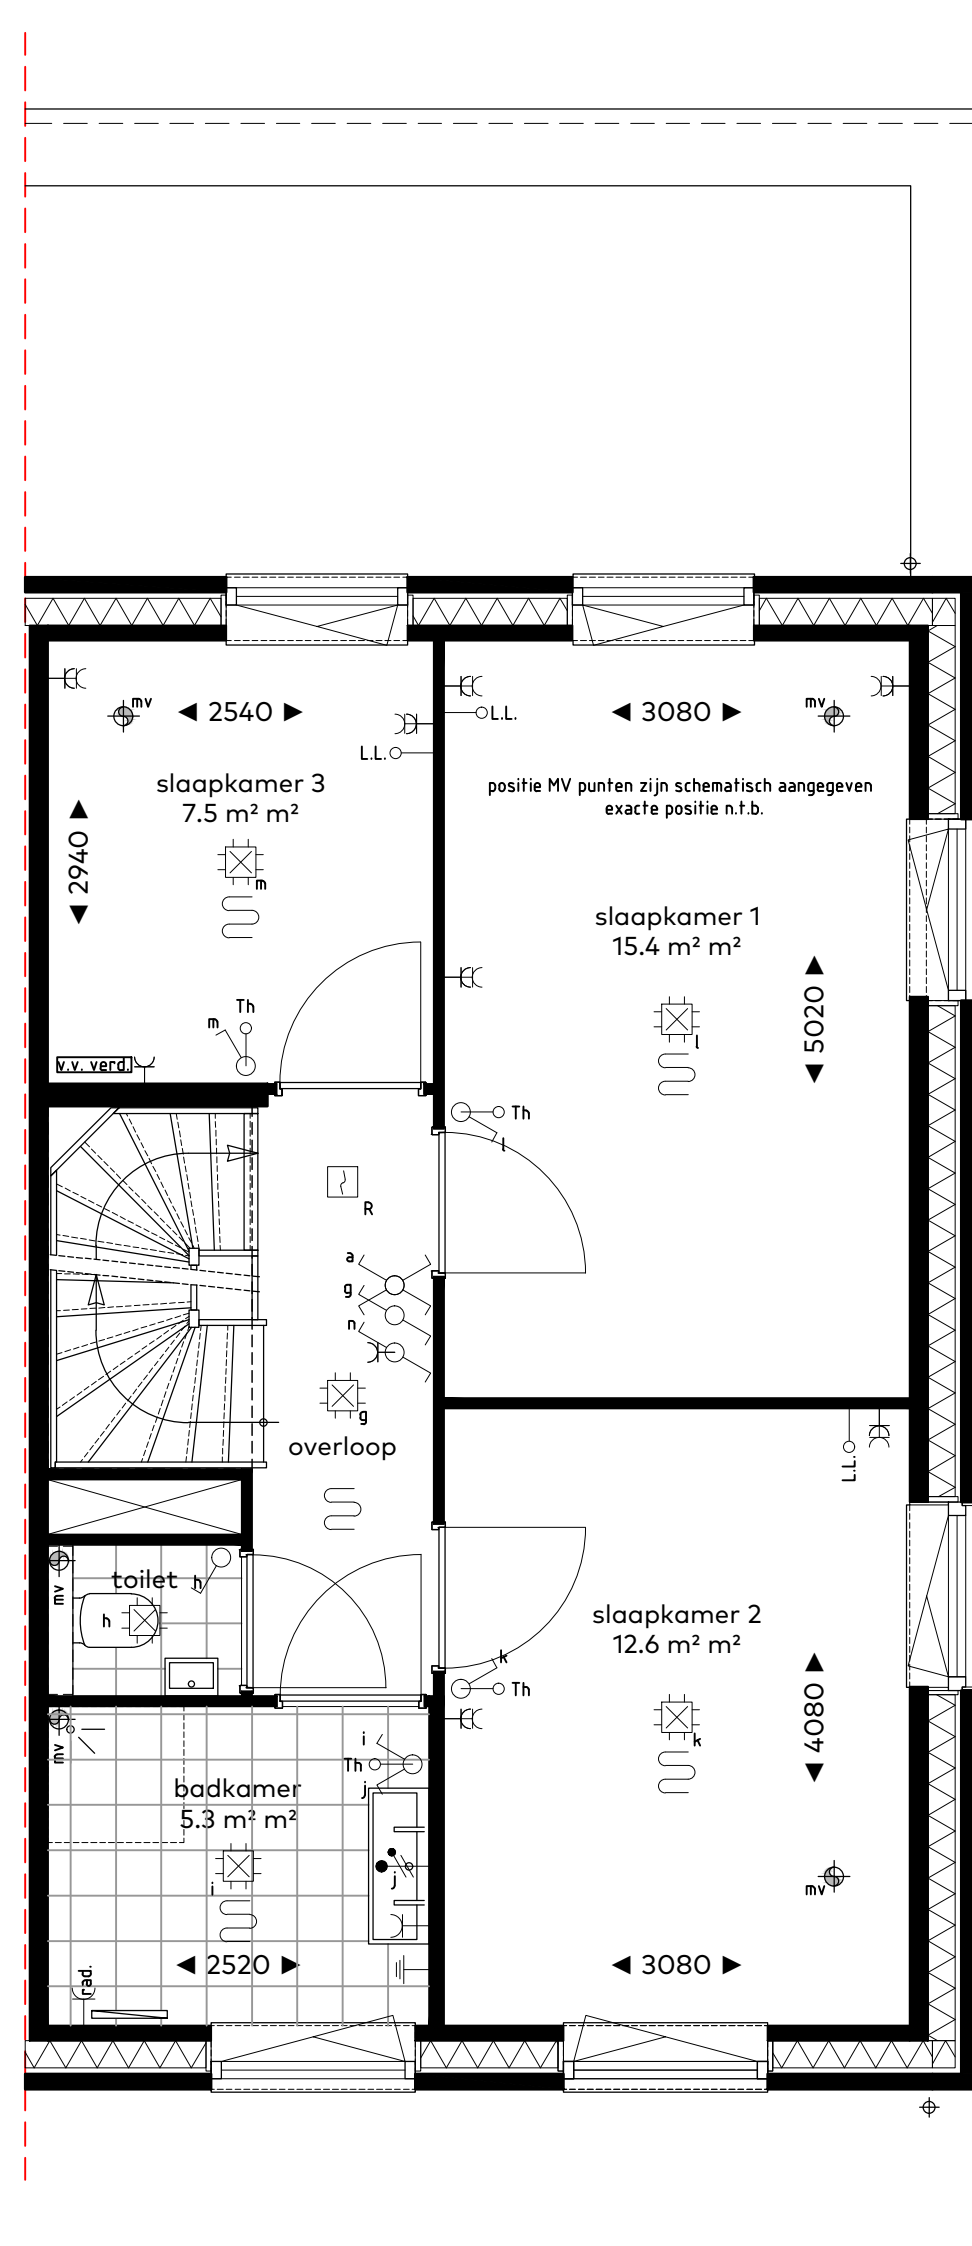 mv
◄ 2540 ►
L.L.
slaapkamer 3
7.5 m² m²
◄ 2940 ►
m
Th
m
v.v. verd.
L.L.
◄ 3080 ►
mv
positie MV punten zijn schematisch aangegeven
exacte positie n.t.b.
slaapkamer 1
15.4 m² m²
◄ 5020 ►
l
Th
l
R
a
g
n
g
overloop
L.L.
toilet
h
h
mv
slaapkamer 2
12.6 m² m²
k
Th
k
◄ 4080 ►
mv
◄ 3080 ►
mv
i
Th
j
badkamer
5.3 m² m²
i
j
◄ 2520 ►
rad.